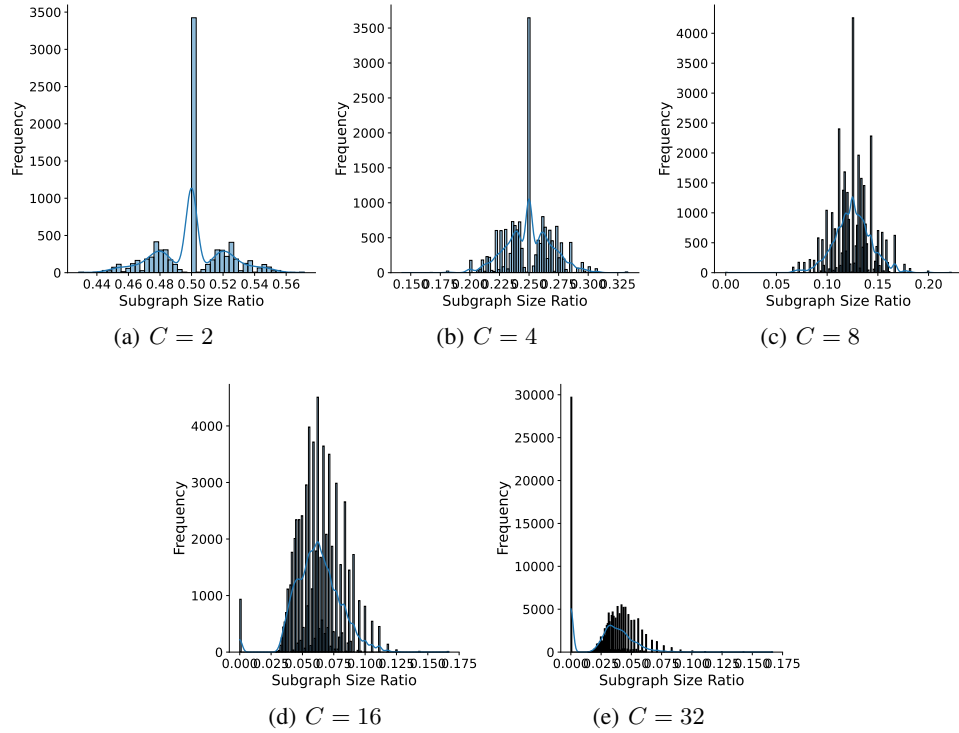 3500
3000
2500
2000
1500
1000
500
0
Frequency
0.44 0.46 0.48 0.50 0.52 0.54 0.56
Subgraph Size Ratio
(a) C = 2
3500
3000
2500
2000
1500
1000
500
0
Frequency
0.150 0.175 0.200 0.225 0.250 0.275 0.300 0.325
Subgraph Size Ratio
(b) C = 4
4000
3500
3000
2500
2000
1500
1000
500
0
Frequency
0.00 0.05 0.10 0.15 0.20
Subgraph Size Ratio
(c) C = 8
4000
3000
2000
1000
0
Frequency
0.000 0.025 0.050 0.075 0.100 0.125 0.150 0.175
Subgraph Size Ratio
(d) C = 16
30000
25000
20000
15000
10000
5000
0
Frequency
0.000 0.025 0.050 0.075 0.100 0.125 0.150 0.175
Subgraph Size Ratio
(e) C = 32